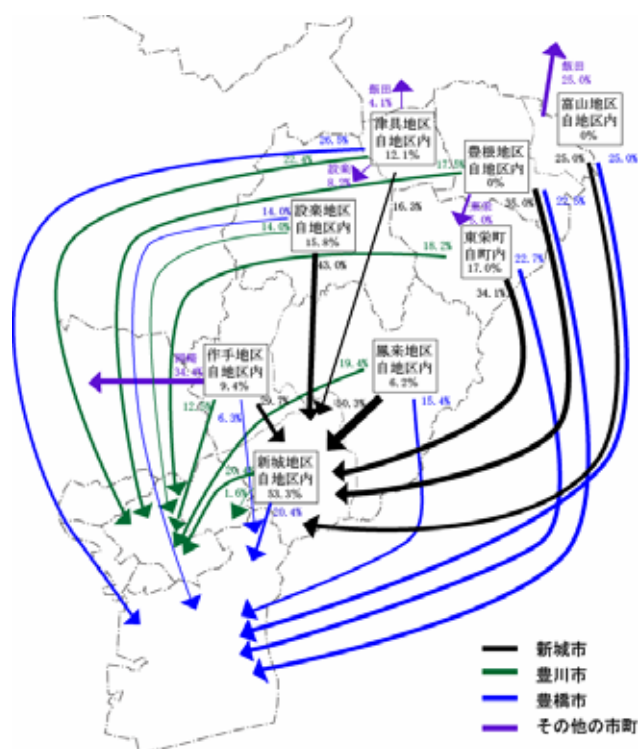 飯田
25.0%
飯田
4.1%
富山地区
自地区内
0%
津具地区
自地区内
12.1%
26.5%
22.4%
17.5%
豊根地区
自地区内
0%
25.0%
25.0%
設楽
8.2%
16.3%
35.0%
22.5%
14.0%
14.0%
設楽地区
自地区内
15.8%
5.0%
東栄町
自町内
17.0%
18.2%
22.7%
43.0%
34.1%
作手地区
自地区内
9.4%
34.4%
鳳来地区
自地区内
6.2%
19.4%
6.3%
29.7%
50.3%
15.4%
新城地区
自地区内
53.3%
1.6%
20.4%
新城市
豊川市
豊橋市
その他の市町